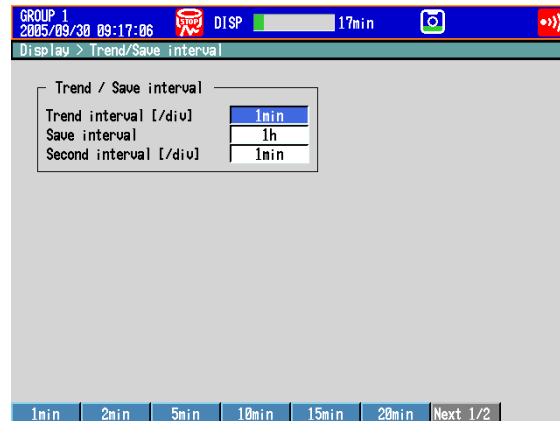 GROUP 1
2005/09/30 09:17:06
STOP
DISP
17min
Display > Trend/Save interval
Trend / Save interval
Trend interval [/div] 1min
Save interval 1h
Second interval [/div] 1min
1min 2min 5min 10min 15min 20min Next 1/2